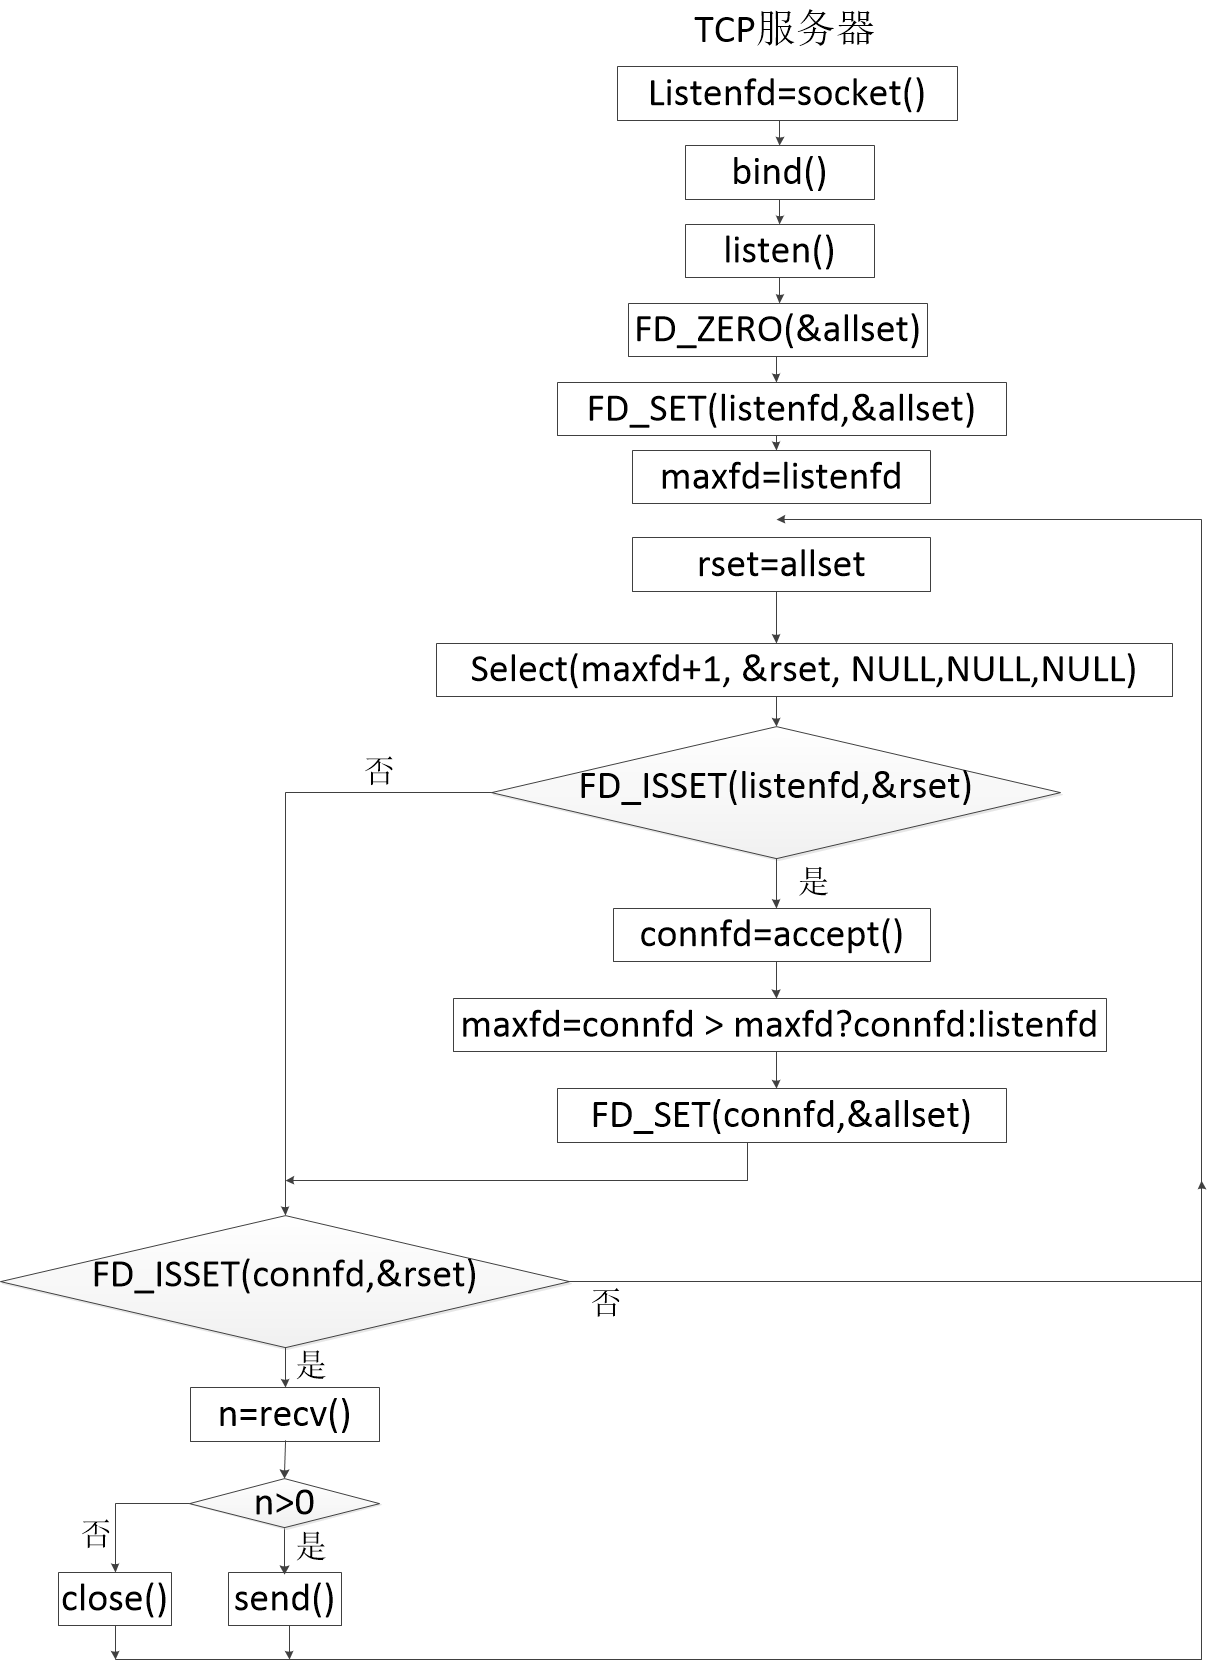 TCP服务器
Listenfd=socket()
bind()
listen()
FD_ZERO(&allset)
FD_SET(listenfd,&allset)
maxfd=listenfd
rset=allset
Select(maxfd+1, &rset, NULL,NULL,NULL)
否
FD_ISSET(listenfd,&rset)
是
connfd=accept()
maxfd=connfd > maxfd?connfd:listenfd
FD_SET(connfd,&allset)
FD_ISSET(connfd,&rset)
否
是
n=recv()
n>0
否
是
close()
send()